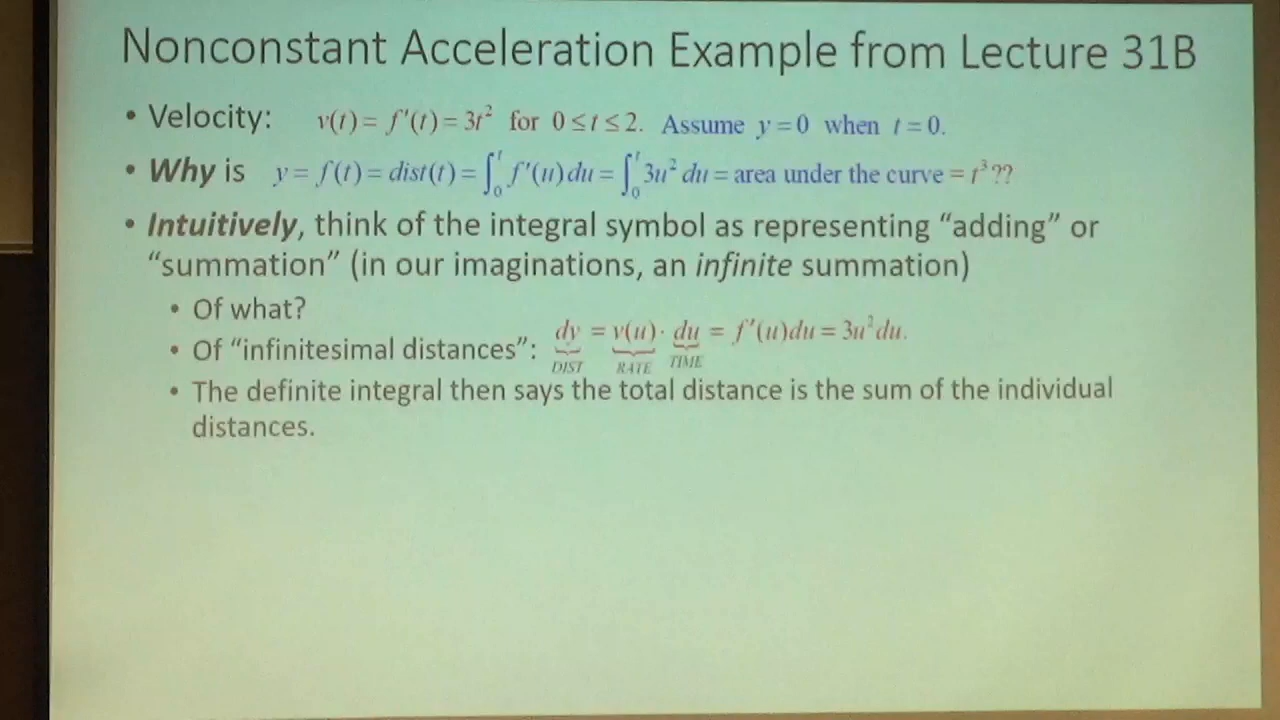 Nonconstant Acceleration Example from Lecture 31B
• Velocity: v(t) = f'(t) = 3t² for 0 ≤ t ≤ 2. Assume y = 0 when t = 0.
• Why is y = f(t) = dist(t) = ∫₀ᵗ f'(u) du = ∫₀ᵗ 3u² du = area under the curve = t³??
• Intuitively, think of the integral symbol as representing “adding” or
“summation” (in our imaginations, an infinite summation)
• Of what?
• Of “infinitesimal distances”: dy = v(u) · du = f'(u)du = 3u²du.
DIST RATE TIME
• The definite integral then says the total distance is the sum of the individual
distances.